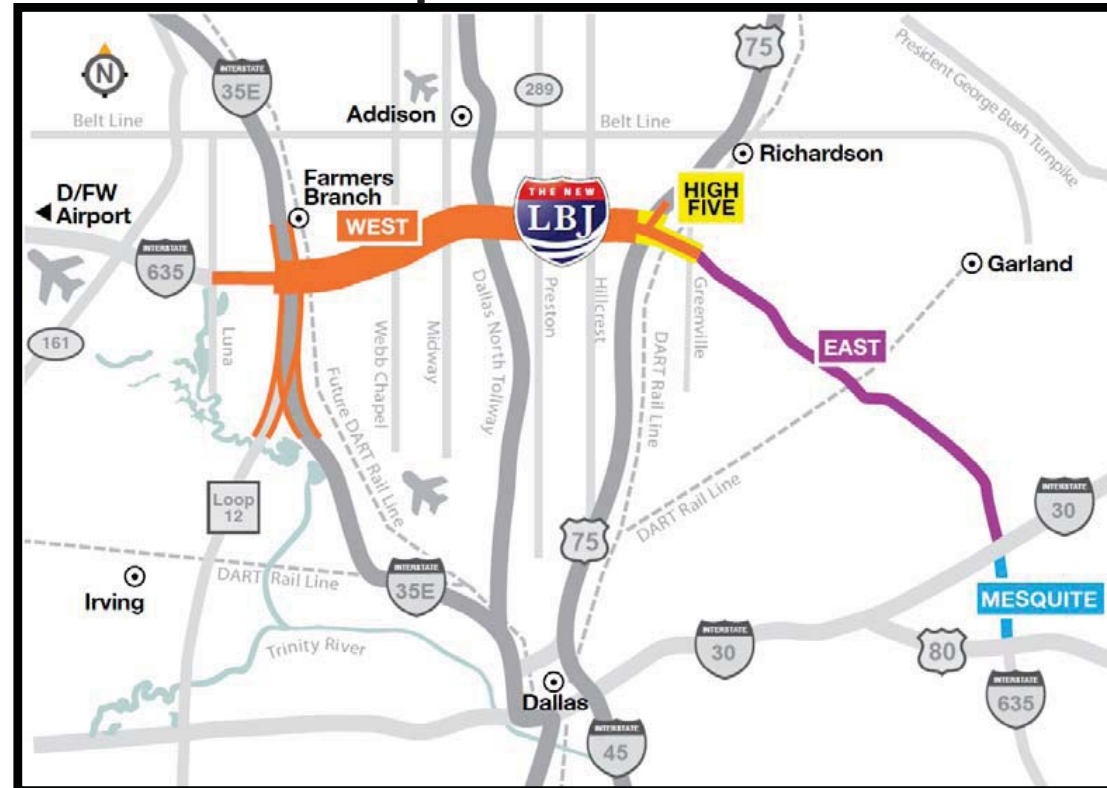 INTERSTATE
35E
N
75
President George Bush Turnpike
289
Addison
Belt Line
Belt Line
Richardson
D/FW
Airport
Farmers
Branch
THE NEW
LBJ
HIGH
FIVE
WEST
INTERSTATE
635
Garland
161
Luna
Webb Chapel
Midway
Dallas North Tollway
Preston
Hillcrest
DART Rail Line
Greenville
EAST
Future DART Rail Line
Loop
12
DART Rail Line
INTERSTATE
30
75
DART Rail Line
Irving
INTERSTATE
35E
MESQUITE
Trinity River
INTERSTATE
30
80
Dallas
INTERSTATE
635
INTERSTATE
45